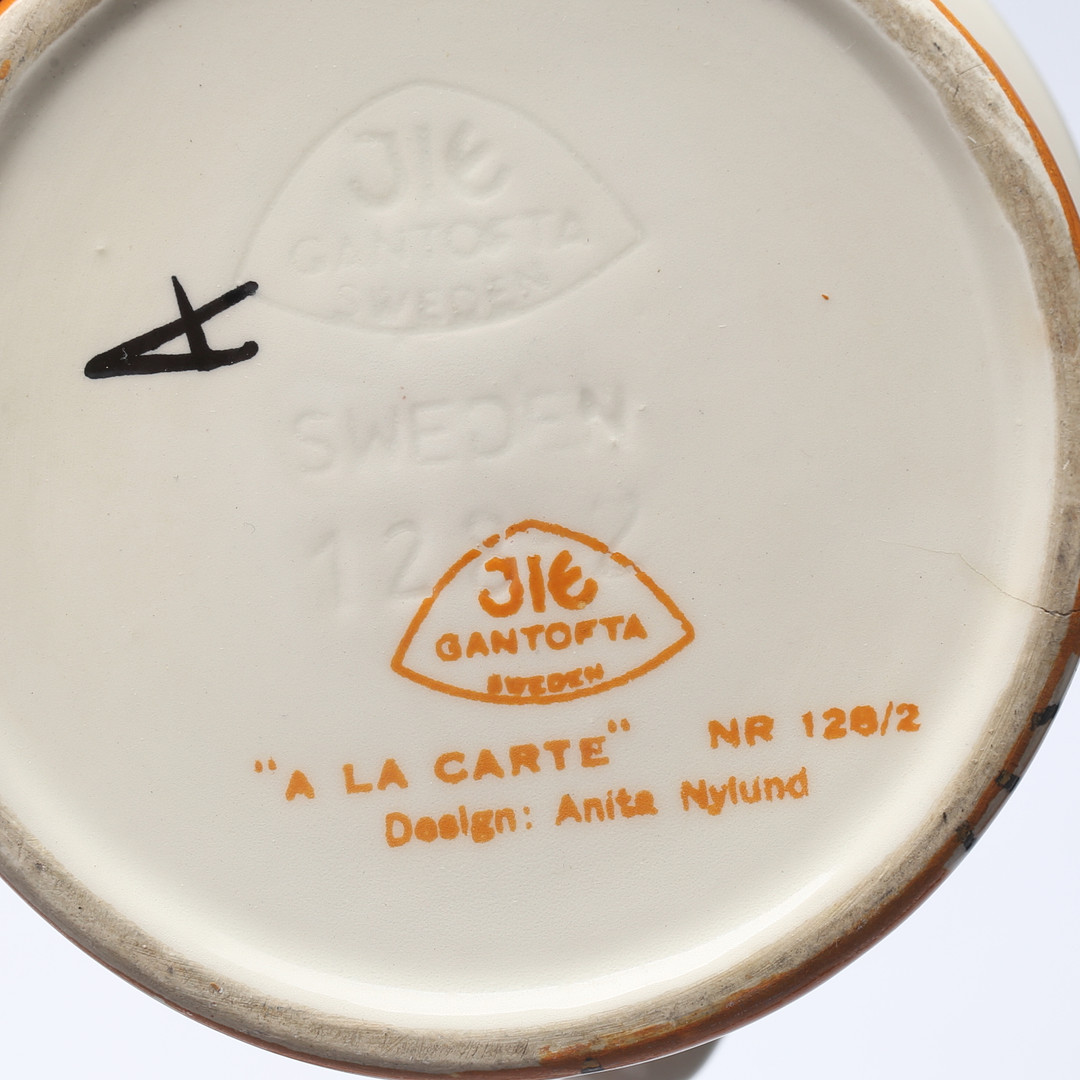 JIE
GANTOFTA
SWEDEN
A
SWEDEN
JIE
GANTOFTA
SWEDEN
"A LA CARTE" NR 128/2
Design: Anita Nylund